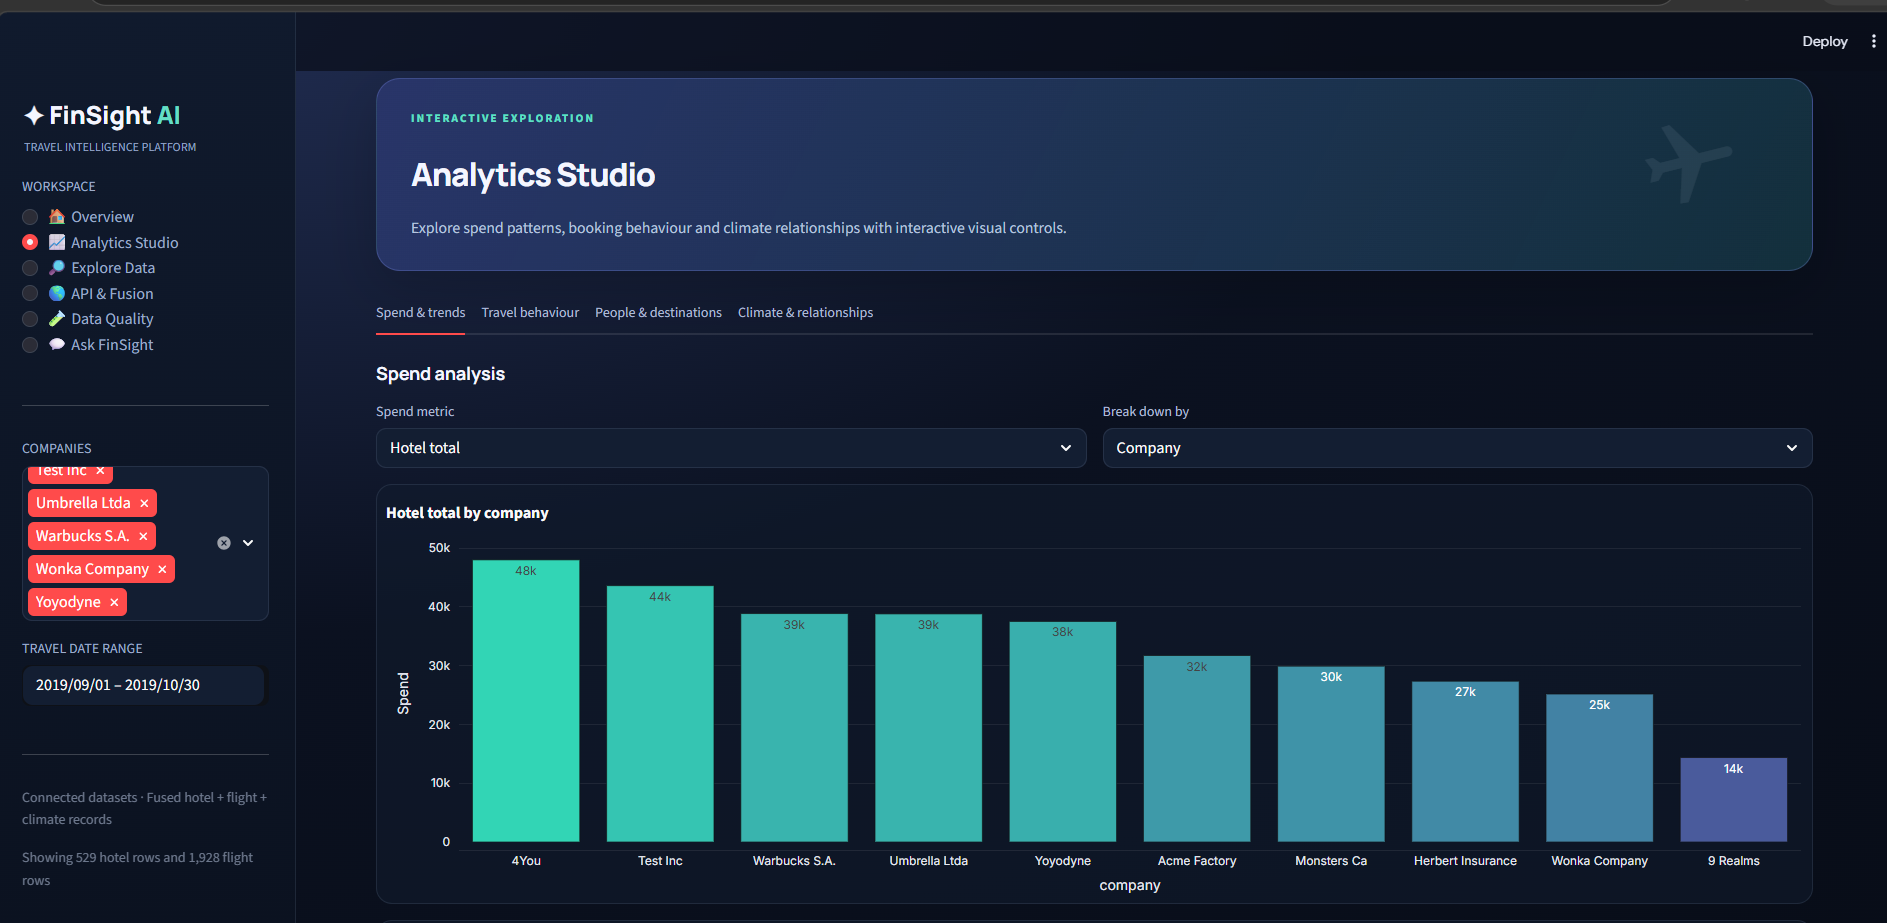 Deploy
FinSight AI
TRAVEL INTELLIGENCE PLATFORM
WORKSPACE
Overview
Analytics Studio
Explore Data
API & Fusion
Data Quality
Ask FinSight
COMPANIES
Test Inc ×
Umbrella Ltda ×
Warbucks S.A. ×
Wonka Company ×
Yoyodyne ×
TRAVEL DATE RANGE
2019/09/01 – 2019/10/30
Connected datasets · Fused hotel + flight +
climate records
Showing 529 hotel rows and 1,928 flight
rows
INTERACTIVE EXPLORATION
Analytics Studio
Explore spend patterns, booking behaviour and climate relationships with interactive visual controls.
Spend & trends Travel behaviour People & destinations Climate & relationships
Spend analysis
Spend metric
Hotel total
Break down by
Company
Hotel total by company
Spend
50k
40k
30k
20k
10k
0
48k 44k 39k 39k 38k 32k 30k 27k 25k 14k
4You Test Inc Warbucks S.A. Umbrella Ltda Yoyodyne Acme Factory Monsters Ca Herbert Insurance Wonka Company 9 Realms
company